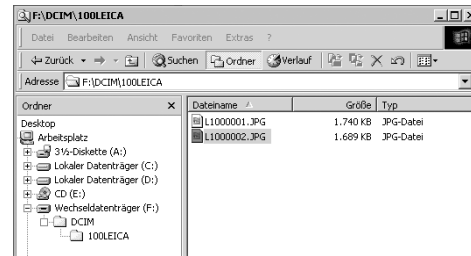 F:\DCIM\100LEICA
Datei Bearbeiten Ansicht Favoriten Extras ?
Zurück Suchen Ordner Verlauf
Adresse F:\DCIM\100LEICA
Ordner x
Dateiname Größe Typ
Desktop
Arbeitsplatz
3½-Diskette (A:)
Lokaler Datenträger (C:)
Lokaler Datenträger (D:)
CD (E:)
Wechseldatenträger (F:)
DCIM
100LEICA
L1000001.JPG 1.740 KB JPG-Datei
L1000002.JPG 1.689 KB JPG-Datei